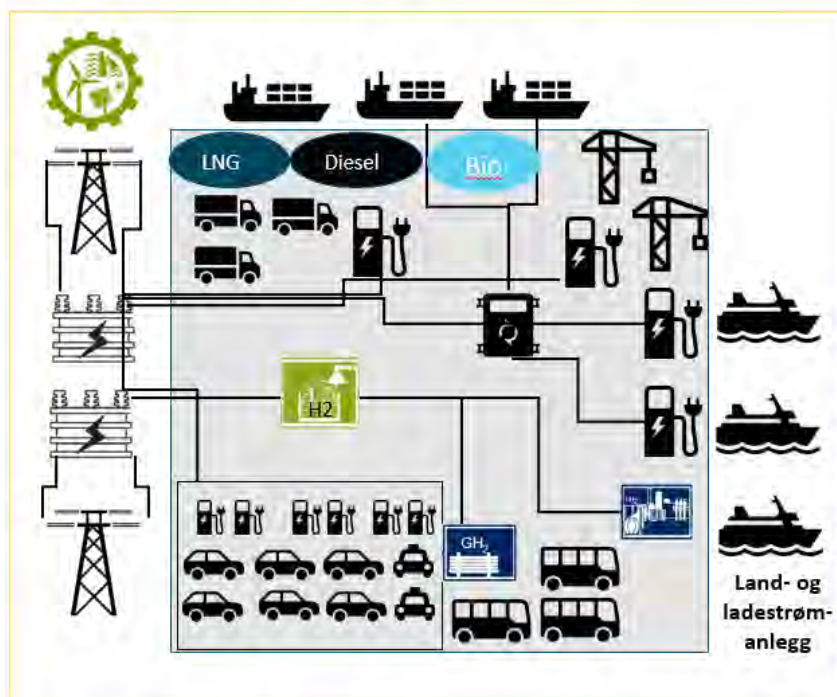 LNG
Diesel
Bio
H2
GH₂
Land- og
ladestrøm-
anlegg